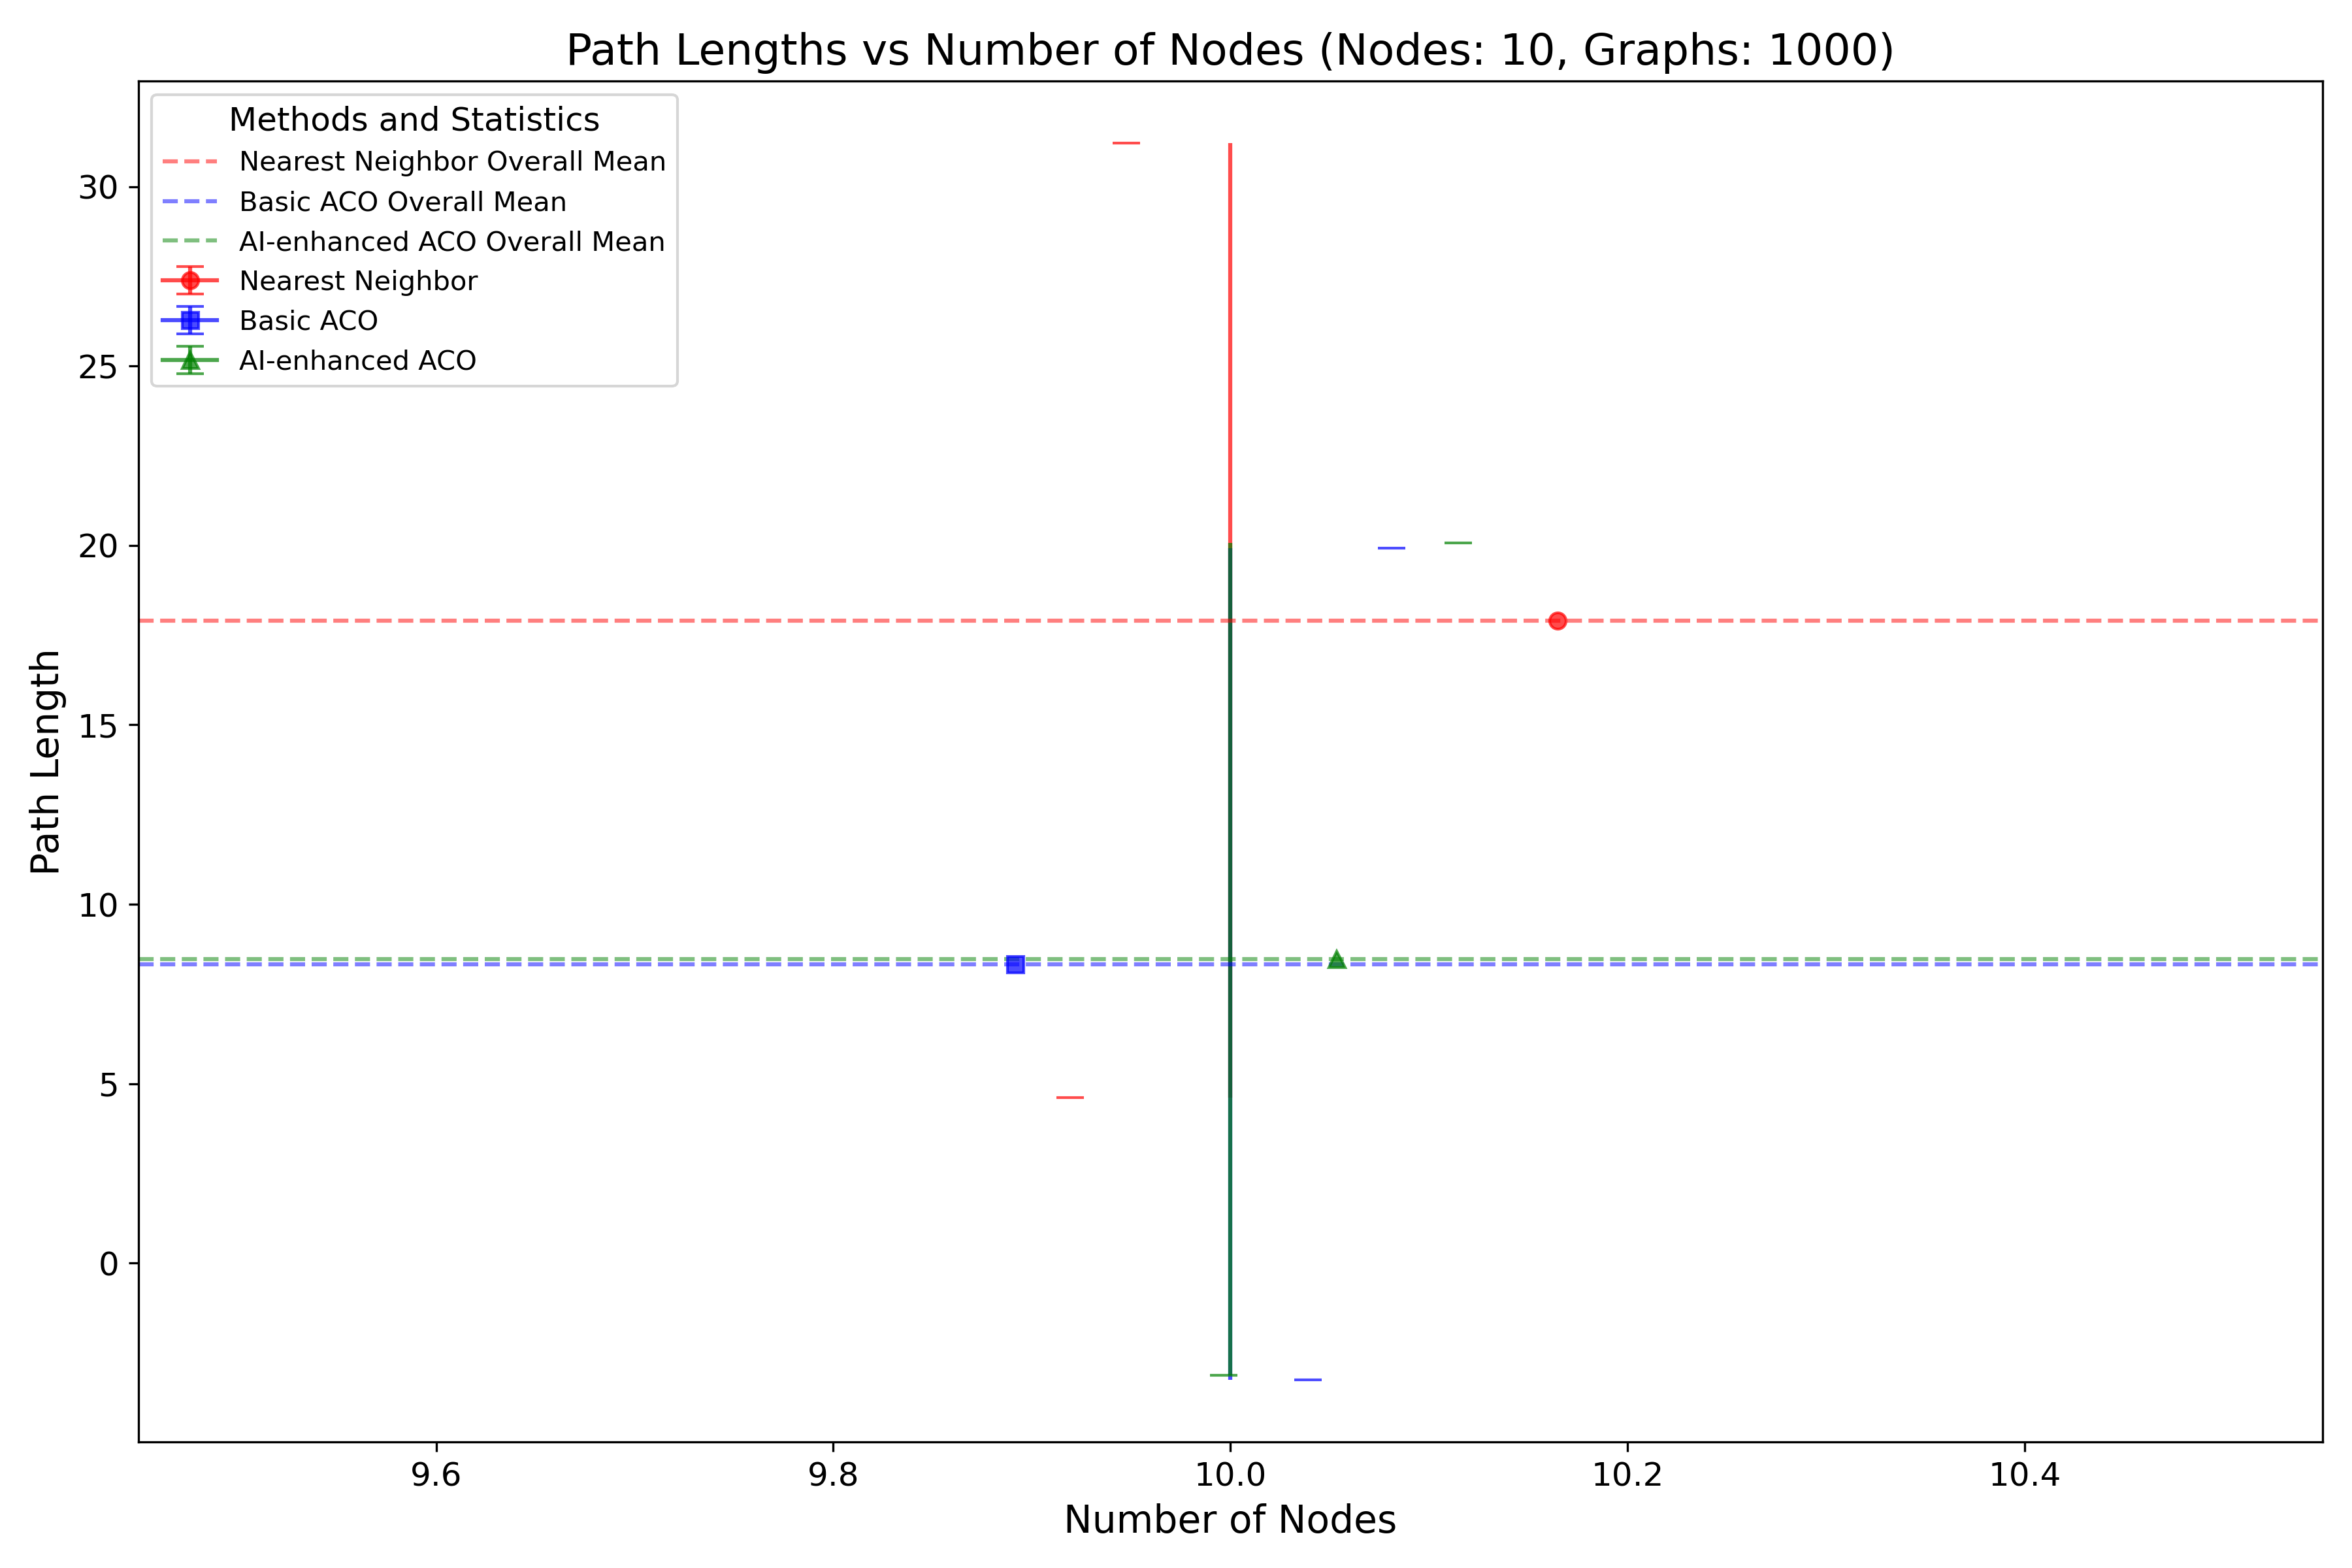 Path Lengths vs Number of Nodes (Nodes: 10, Graphs: 1000)
Methods and Statistics
Nearest Neighbor Overall Mean
Basic ACO Overall Mean
AI-enhanced ACO Overall Mean
Nearest Neighbor
Basic ACO
AI-enhanced ACO
Path Length
30
25
20
15
10
5
0
9.6
9.8
10.0
10.2
10.4
Number of Nodes